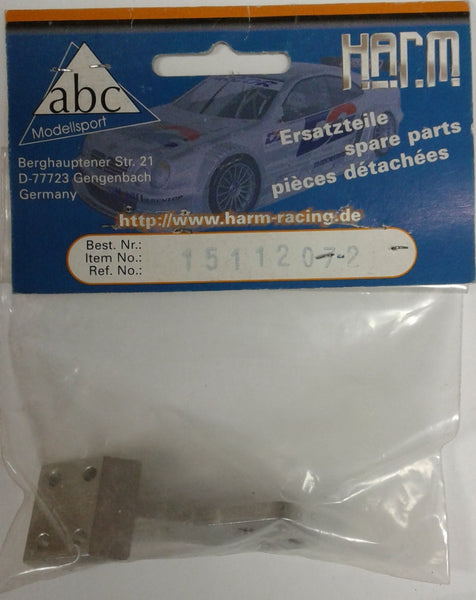 abc
Modellsport
HARM
Berghauptener Str. 21
D-77723 Gengenbach
Germany
Ersatzteile
spare parts
pièces détachées
http://www.harm-racing.de
Best. Nr.:
Item No.:
Ref. No.:
1511207-2